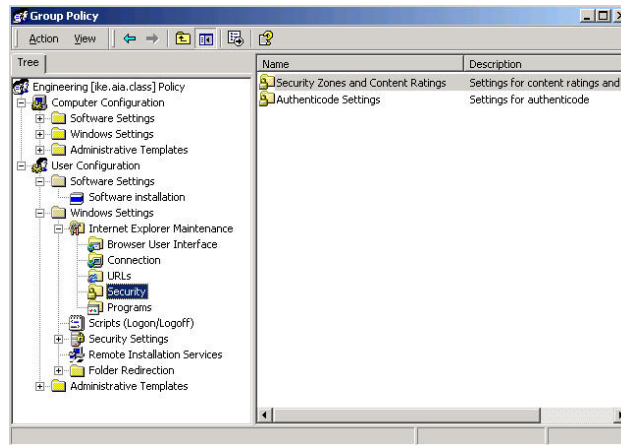 Group Policy
Action View
Tree
Name Description
Engineering [ike.aia.class] Policy
Computer Configuration
Software Settings
Windows Settings
Administrative Templates
User Configuration
Software Settings
Software installation
Windows Settings
Internet Explorer Maintenance
Browser User Interface
Connection
URLs
Security
Programs
Scripts (Logon/Logoff)
Security Settings
Remote Installation Services
Folder Redirection
Administrative Templates
Security Zones and Content Ratings Settings for content ratings and
Authenticode Settings Settings for authenticode